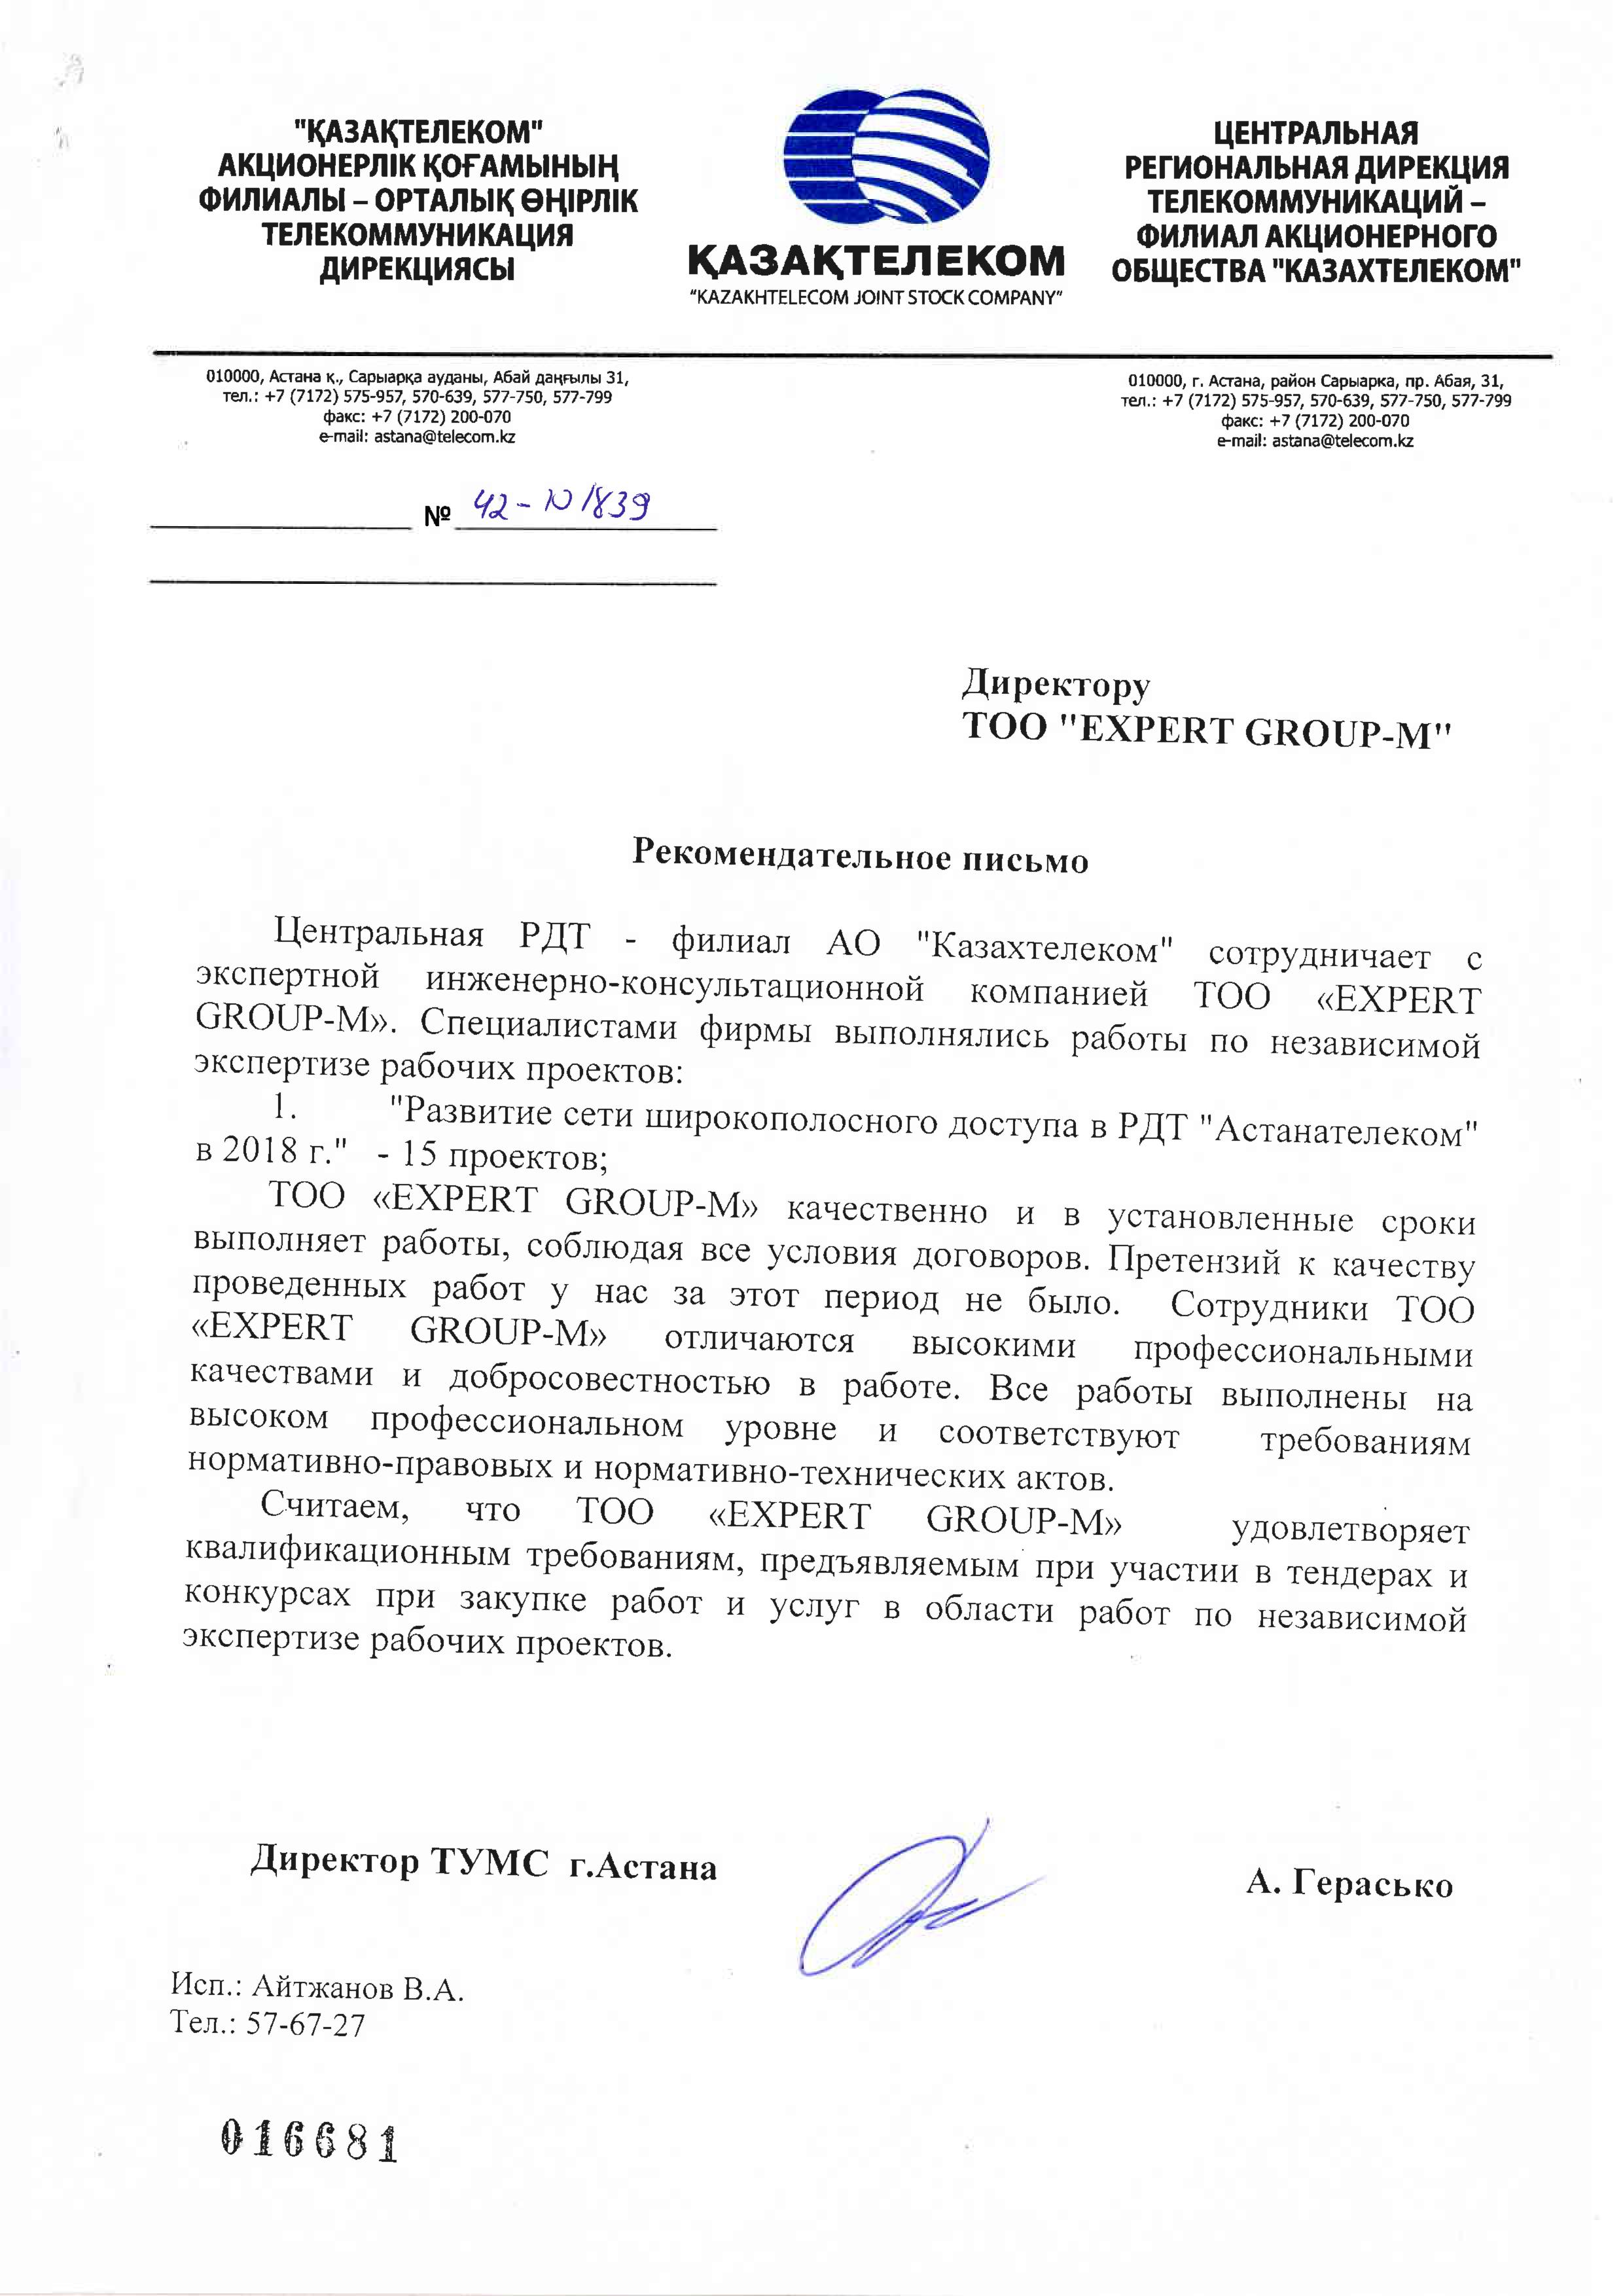 "ҚАЗАҚТЕЛЕКОМ"
АКЦИОНЕРЛІК ҚОҒАМЫНЫҢ
ФИЛИАЛЫ – ОРТАЛЫҚ ӨҢІРЛІК
ТЕЛЕКОММУНИКАЦИЯ
ДИРЕКЦИЯСЫ
ҚАЗАҚТЕЛЕКОМ
"KAZAKHTELECOM JOINT STOCK COMPANY"
ЦЕНТРАЛЬНАЯ
РЕГИОНАЛЬНАЯ ДИРЕКЦИЯ
ТЕЛЕКОММУНИКАЦИЙ –
ФИЛИАЛ АКЦИОНЕРНОГО
ОБЩЕСТВА "КАЗАХТЕЛЕКОМ"
010000, Астана қ., Сарыарқа ауданы, Абай даңғылы 31,
тел.: +7 (7172) 575-957, 570-639, 577-750, 577-799
факс: +7 (7172) 200-070
e-mail: astana@telecom.kz
010000, г. Астана, район Сарыарка, пр. Абая, 31,
тел.: +7 (7172) 575-957, 570-639, 577-750, 577-799
факс: +7 (7172) 200-070
e-mail: astana@telecom.kz
№ 42-10/839
Директору
ТОО "EXPERT GROUP-M"
Рекомендательное письмо
Центральная РДТ - филиал АО "Казахтелеком" сотрудничает с
экспертной инженерно-консультационной компанией ТОО «EXPERT
GROUP-M». Специалистами фирмы выполнялись работы по независимой
экспертизе рабочих проектов:
1. "Развитие сети широкополосного доступа в РДТ "Астанателеком"
в 2018 г." - 15 проектов;
ТОО «EXPERT GROUP-M» качественно и в установленные сроки
выполняет работы, соблюдая все условия договоров. Претензий к качеству
проведенных работ у нас за этот период не было. Сотрудники ТОО
«EXPERT GROUP-M» отличаются высокими профессиональными
качествами и добросовестностью в работе. Все работы выполнены на
высоком профессиональном уровне и соответствуют требованиям
нормативно-правовых и нормативно-технических актов.
Считаем, что ТОО «EXPERT GROUP-M» удовлетворяет
квалификационным требованиям, предъявляемым при участии в тендерах и
конкурсах при закупке работ и услуг в области работ по независимой
экспертизе рабочих проектов.
Директор ТУМС г.Астана
А. Герасько
Исп.: Айтжанов В.А.
Тел.: 57-67-27
016681